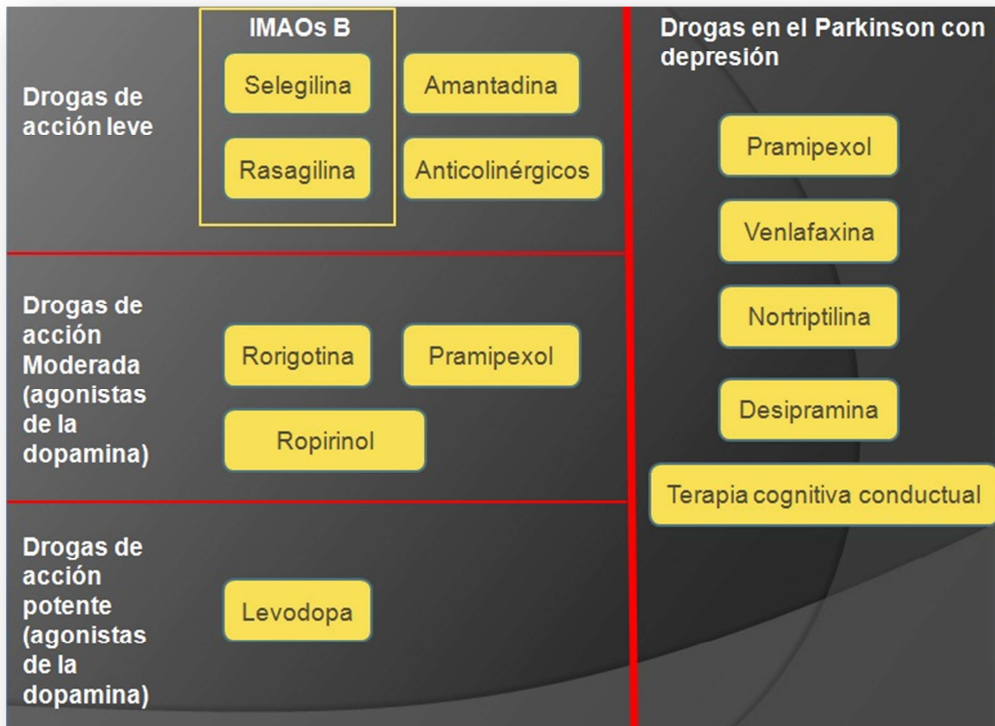 IMAOs B
Drogas de
acción leve
Selegilina
Amantadina
Rasagilina
Anticolinérgicos
Drogas de
acción
Moderada
(agonistas
de la
dopamina)
Rorigotina
Pramipexol
Ropirinol
Drogas de
acción
potente
(agonistas
de la
dopamina)
Levodopa
Drogas en el Parkinson con
depresión
Pramipexol
Venlafaxina
Nortriptilina
Desipramina
Terapia cognitiva conductual